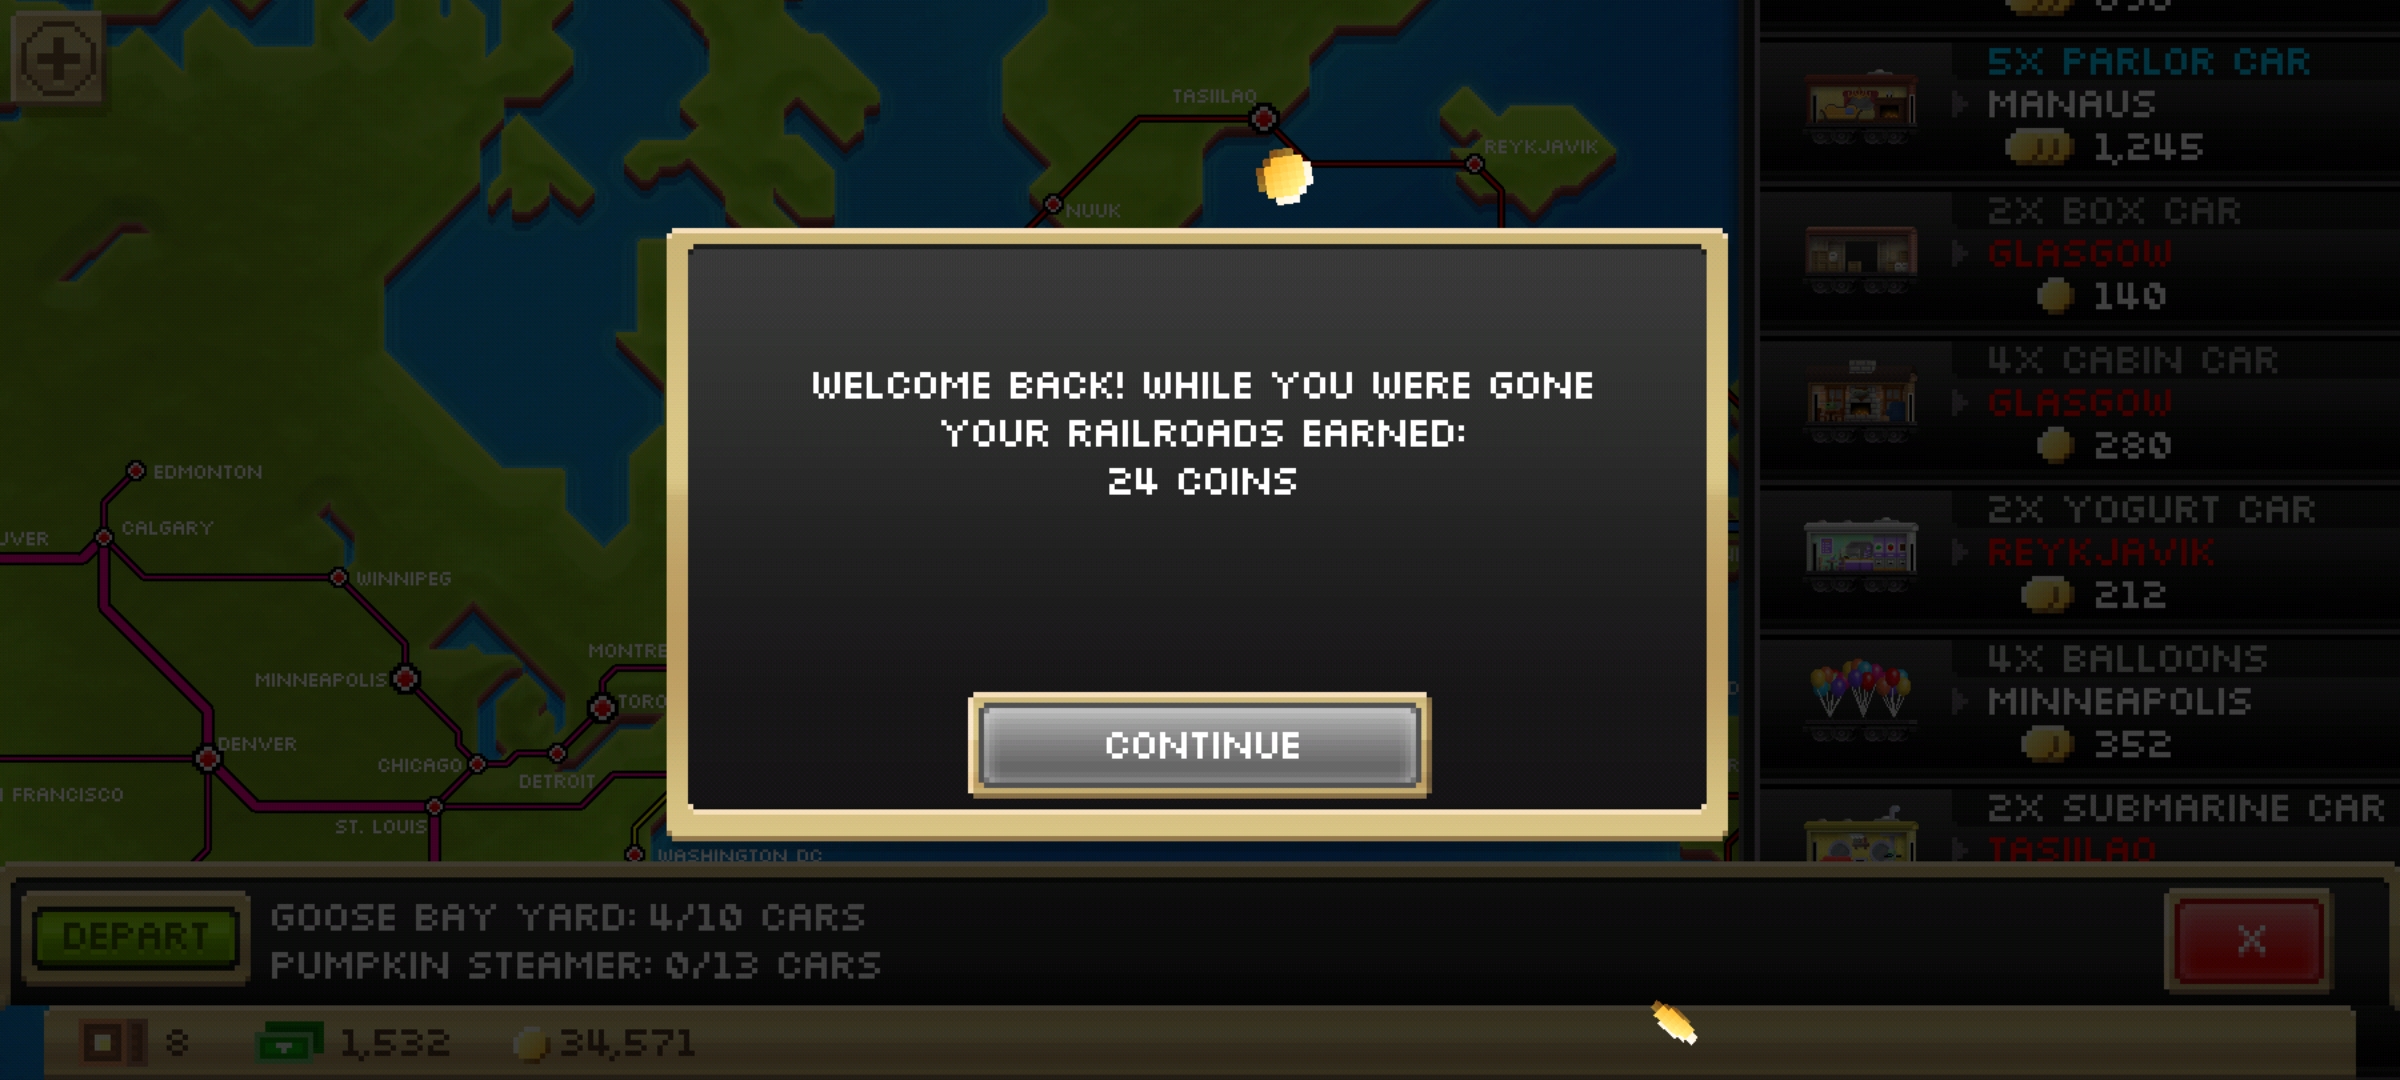 TASIILAQ
REYKJAVIK
NUUK
EDMONTON
CALGARY
UVER
WINNIPEG
MONTRE
MINNEAPOLIS
TORO
DENVER
CHICAGO
DETROIT
FRANCISCO
ST. LOUIS
WASHINGTON DC
WELCOME BACK! WHILE YOU WERE GONE
YOUR RAILROADS EARNED:
24 COINS
CONTINUE
5X PARLOR CAR
MANAUS
1,245
2X BOX CAR
GLASGOW
140
4X CABIN CAR
GLASGOW
280
2X YOGURT CAR
REYKJAVIK
212
4X BALLOONS
MINNEAPOLIS
352
2X SUBMARINE CAR
TASIILAQ
DEPART
GOOSE BAY YARD: 4/10 CARS
PUMPKIN STEAMER: 0/13 CARS
X
8
1,532
34,571